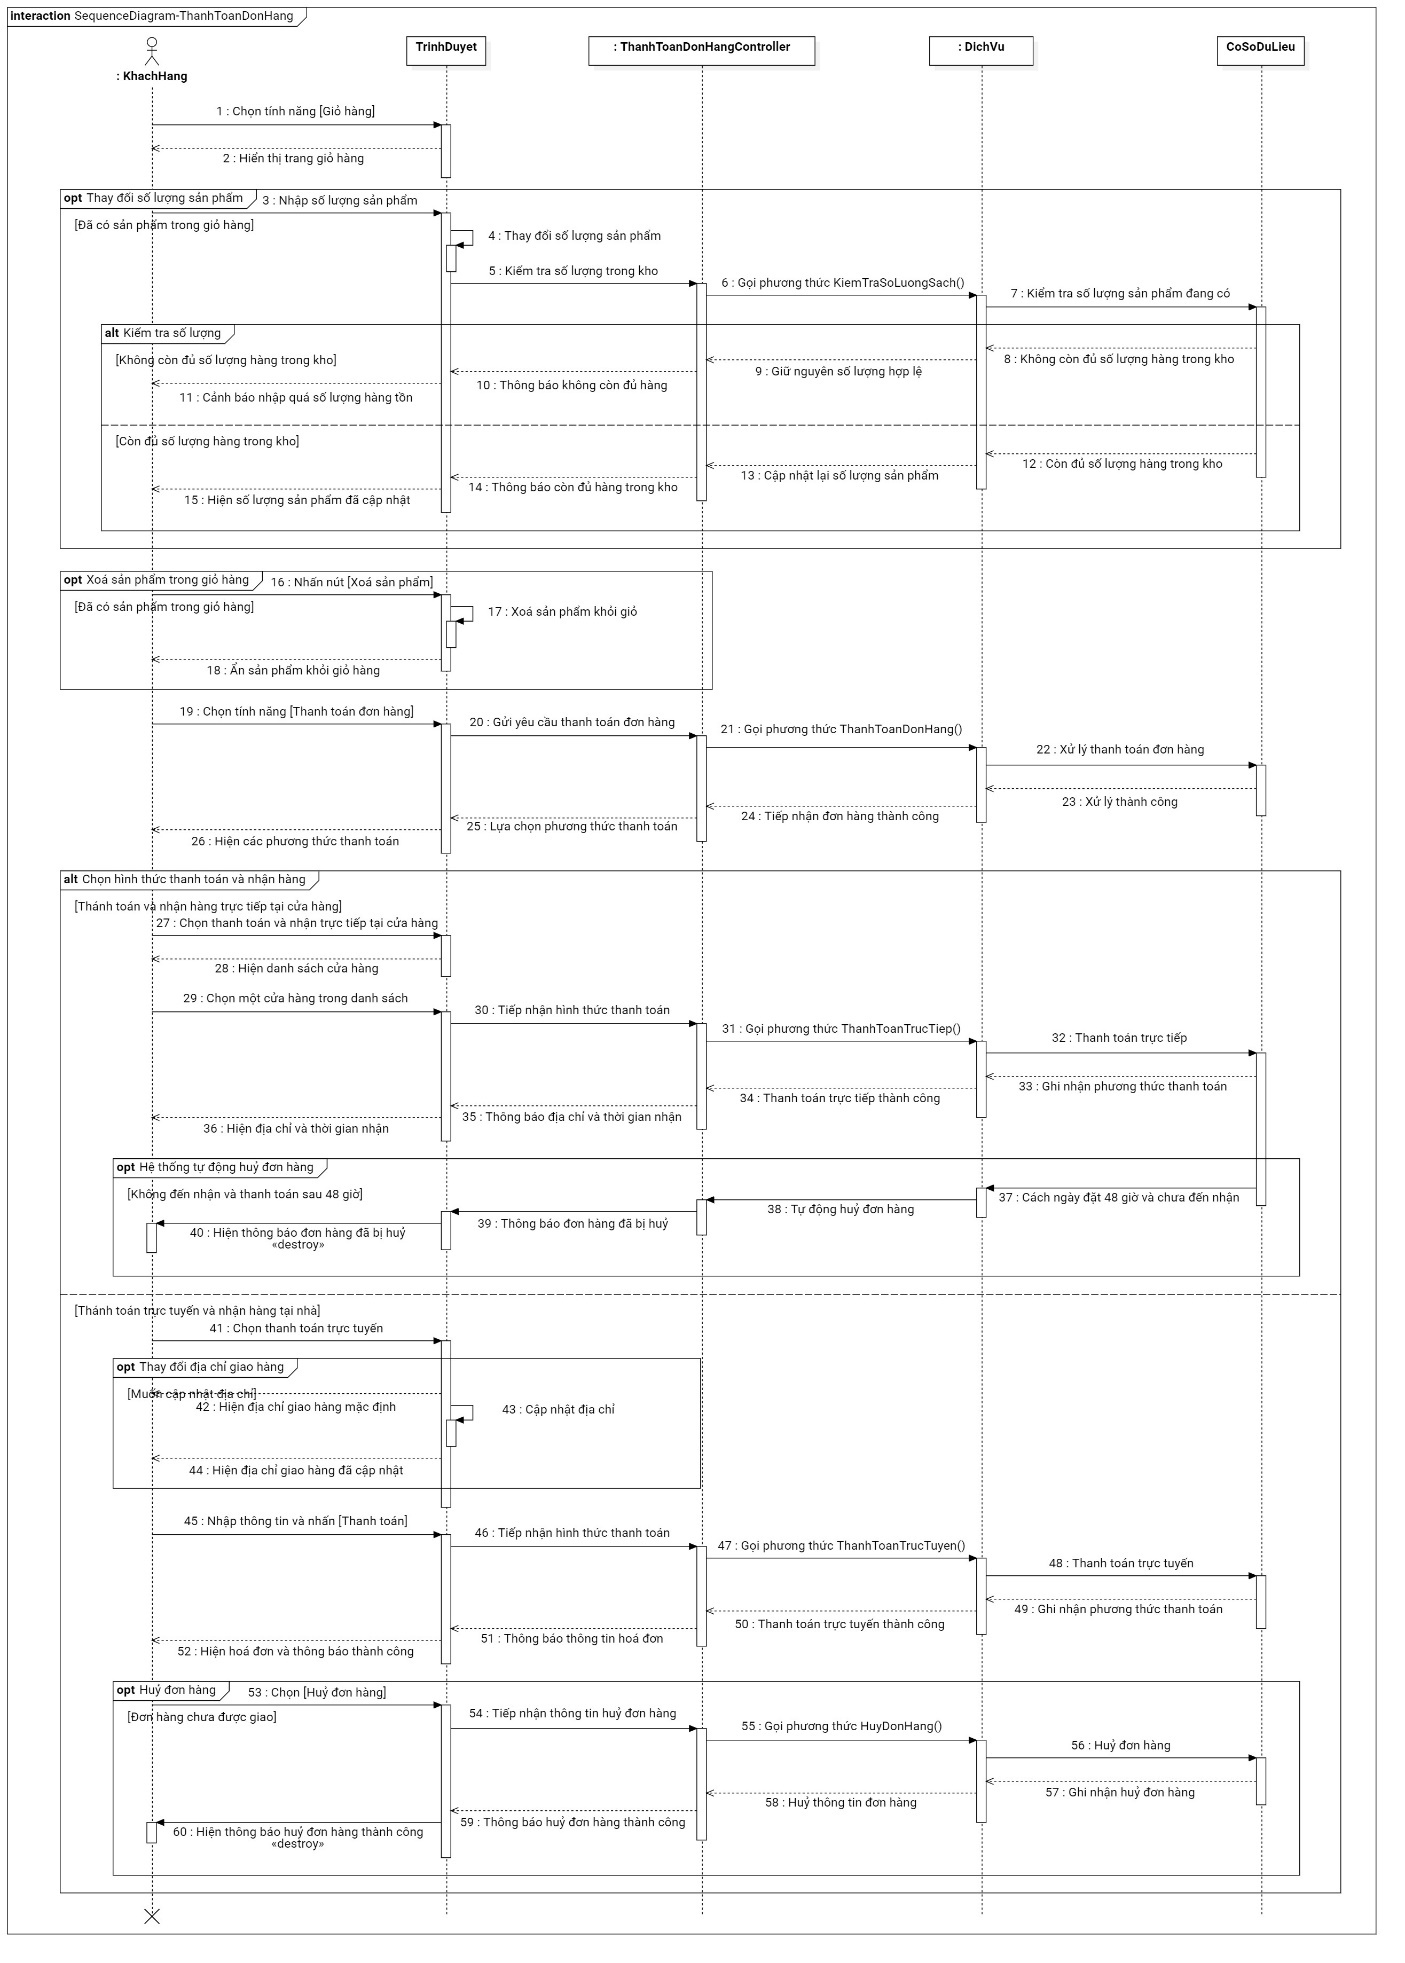 interaction SequenceDiagram-ThanhToanDonHang
: KhachHang
TrinhDuyet
: ThanhToanDonHangController
: DichVu
CoSoDuLieu
1 : Chọn tính năng [Giỏ hàng]
2 : Hiển thị trang giỏ hàng
opt Thay đổi số lượng sản phẩm
3 : Nhập số lượng sản phẩm
[Đã có sản phẩm trong giỏ hàng]
4 : Thay đổi số lượng sản phẩm
5 : Kiểm tra số lượng trong kho
6 : Gọi phương thức KiemTraSoLuongSach()
7 : Kiểm tra số lượng sản phẩm đang có
alt Kiểm tra số lượng
[Không còn đủ số lượng hàng trong kho]
8 : Không còn đủ số lượng hàng trong kho
9 : Giữ nguyên số lượng hợp lệ
10 : Thông báo không còn đủ hàng
11 : Cảnh báo nhập quá số lượng hàng tồn
[Còn đủ số lượng hàng trong kho]
12 : Còn đủ số lượng hàng trong kho
13 : Cập nhật lại số lượng sản phẩm
14 : Thông báo còn đủ hàng trong kho
15 : Hiện số lượng sản phẩm đã cập nhật
opt Xoá sản phẩm trong giỏ hàng
16 : Nhấn nút [Xoá sản phẩm]
[Đã có sản phẩm trong giỏ hàng]
17 : Xoá sản phẩm khỏi giỏ
18 : Ẩn sản phẩm khỏi giỏ hàng
19 : Chọn tính năng [Thanh toán đơn hàng]
20 : Gửi yêu cầu thanh toán đơn hàng
21 : Gọi phương thức ThanhToanDonHang()
22 : Xử lý thanh toán đơn hàng
23 : Xử lý thành công
24 : Tiếp nhận đơn hàng thành công
25 : Lựa chọn phương thức thanh toán
26 : Hiện các phương thức thanh toán
alt Chọn hình thức thanh toán và nhận hàng
[Thánh toán và nhận hàng trực tiếp tại cửa hàng]
27 : Chọn thanh toán và nhận trực tiếp tại cửa hàng
28 : Hiện danh sách cửa hàng
29 : Chọn một cửa hàng trong danh sách
30 : Tiếp nhận hình thức thanh toán
31 : Gọi phương thức ThanhToanTrucTiep()
32 : Thanh toán trực tiếp
33 : Ghi nhận phương thức thanh toán
34 : Thanh toán trực tiếp thành công
35 : Thông báo địa chỉ và thời gian nhận
36 : Hiện địa chỉ và thời gian nhận
opt Hệ thống tự động huỷ đơn hàng
[Không đến nhận và thanh toán sau 48 giờ]
37 : Cách ngày đặt 48 giờ và chưa đến nhận
38 : Tự động huỷ đơn hàng
39 : Thông báo đơn hàng đã bị huỷ
40 : Hiện thông báo đơn hàng đã bị huỷ
«destroy»
[Thánh toán trực tuyến và nhận hàng tại nhà]
41 : Chọn thanh toán trực tuyến
opt Thay đổi địa chỉ giao hàng
[Muốn cập nhật địa chỉ]
42 : Hiện địa chỉ giao hàng mặc định
43 : Cập nhật địa chỉ
44 : Hiện địa chỉ giao hàng đã cập nhật
45 : Nhập thông tin và nhấn [Thanh toán]
46 : Tiếp nhận hình thức thanh toán
47 : Gọi phương thức ThanhToanTrucTuyen()
48 : Thanh toán trực tuyến
49 : Ghi nhận phương thức thanh toán
50 : Thanh toán trực tuyến thành công
51 : Thông báo thông tin hoá đơn
52 : Hiện hoá đơn và thông báo thành công
opt Huỷ đơn hàng
53 : Chọn [Huỷ đơn hàng]
[Đơn hàng chưa được giao]
54 : Tiếp nhận thông tin huỷ đơn hàng
55 : Gọi phương thức HuyDonHang()
56 : Huỷ đơn hàng
57 : Ghi nhận huỷ đơn hàng
58 : Huỷ thông tin đơn hàng
59 : Thông báo huỷ đơn hàng thành công
60 : Hiện thông báo huỷ đơn hàng thành công
«destroy»